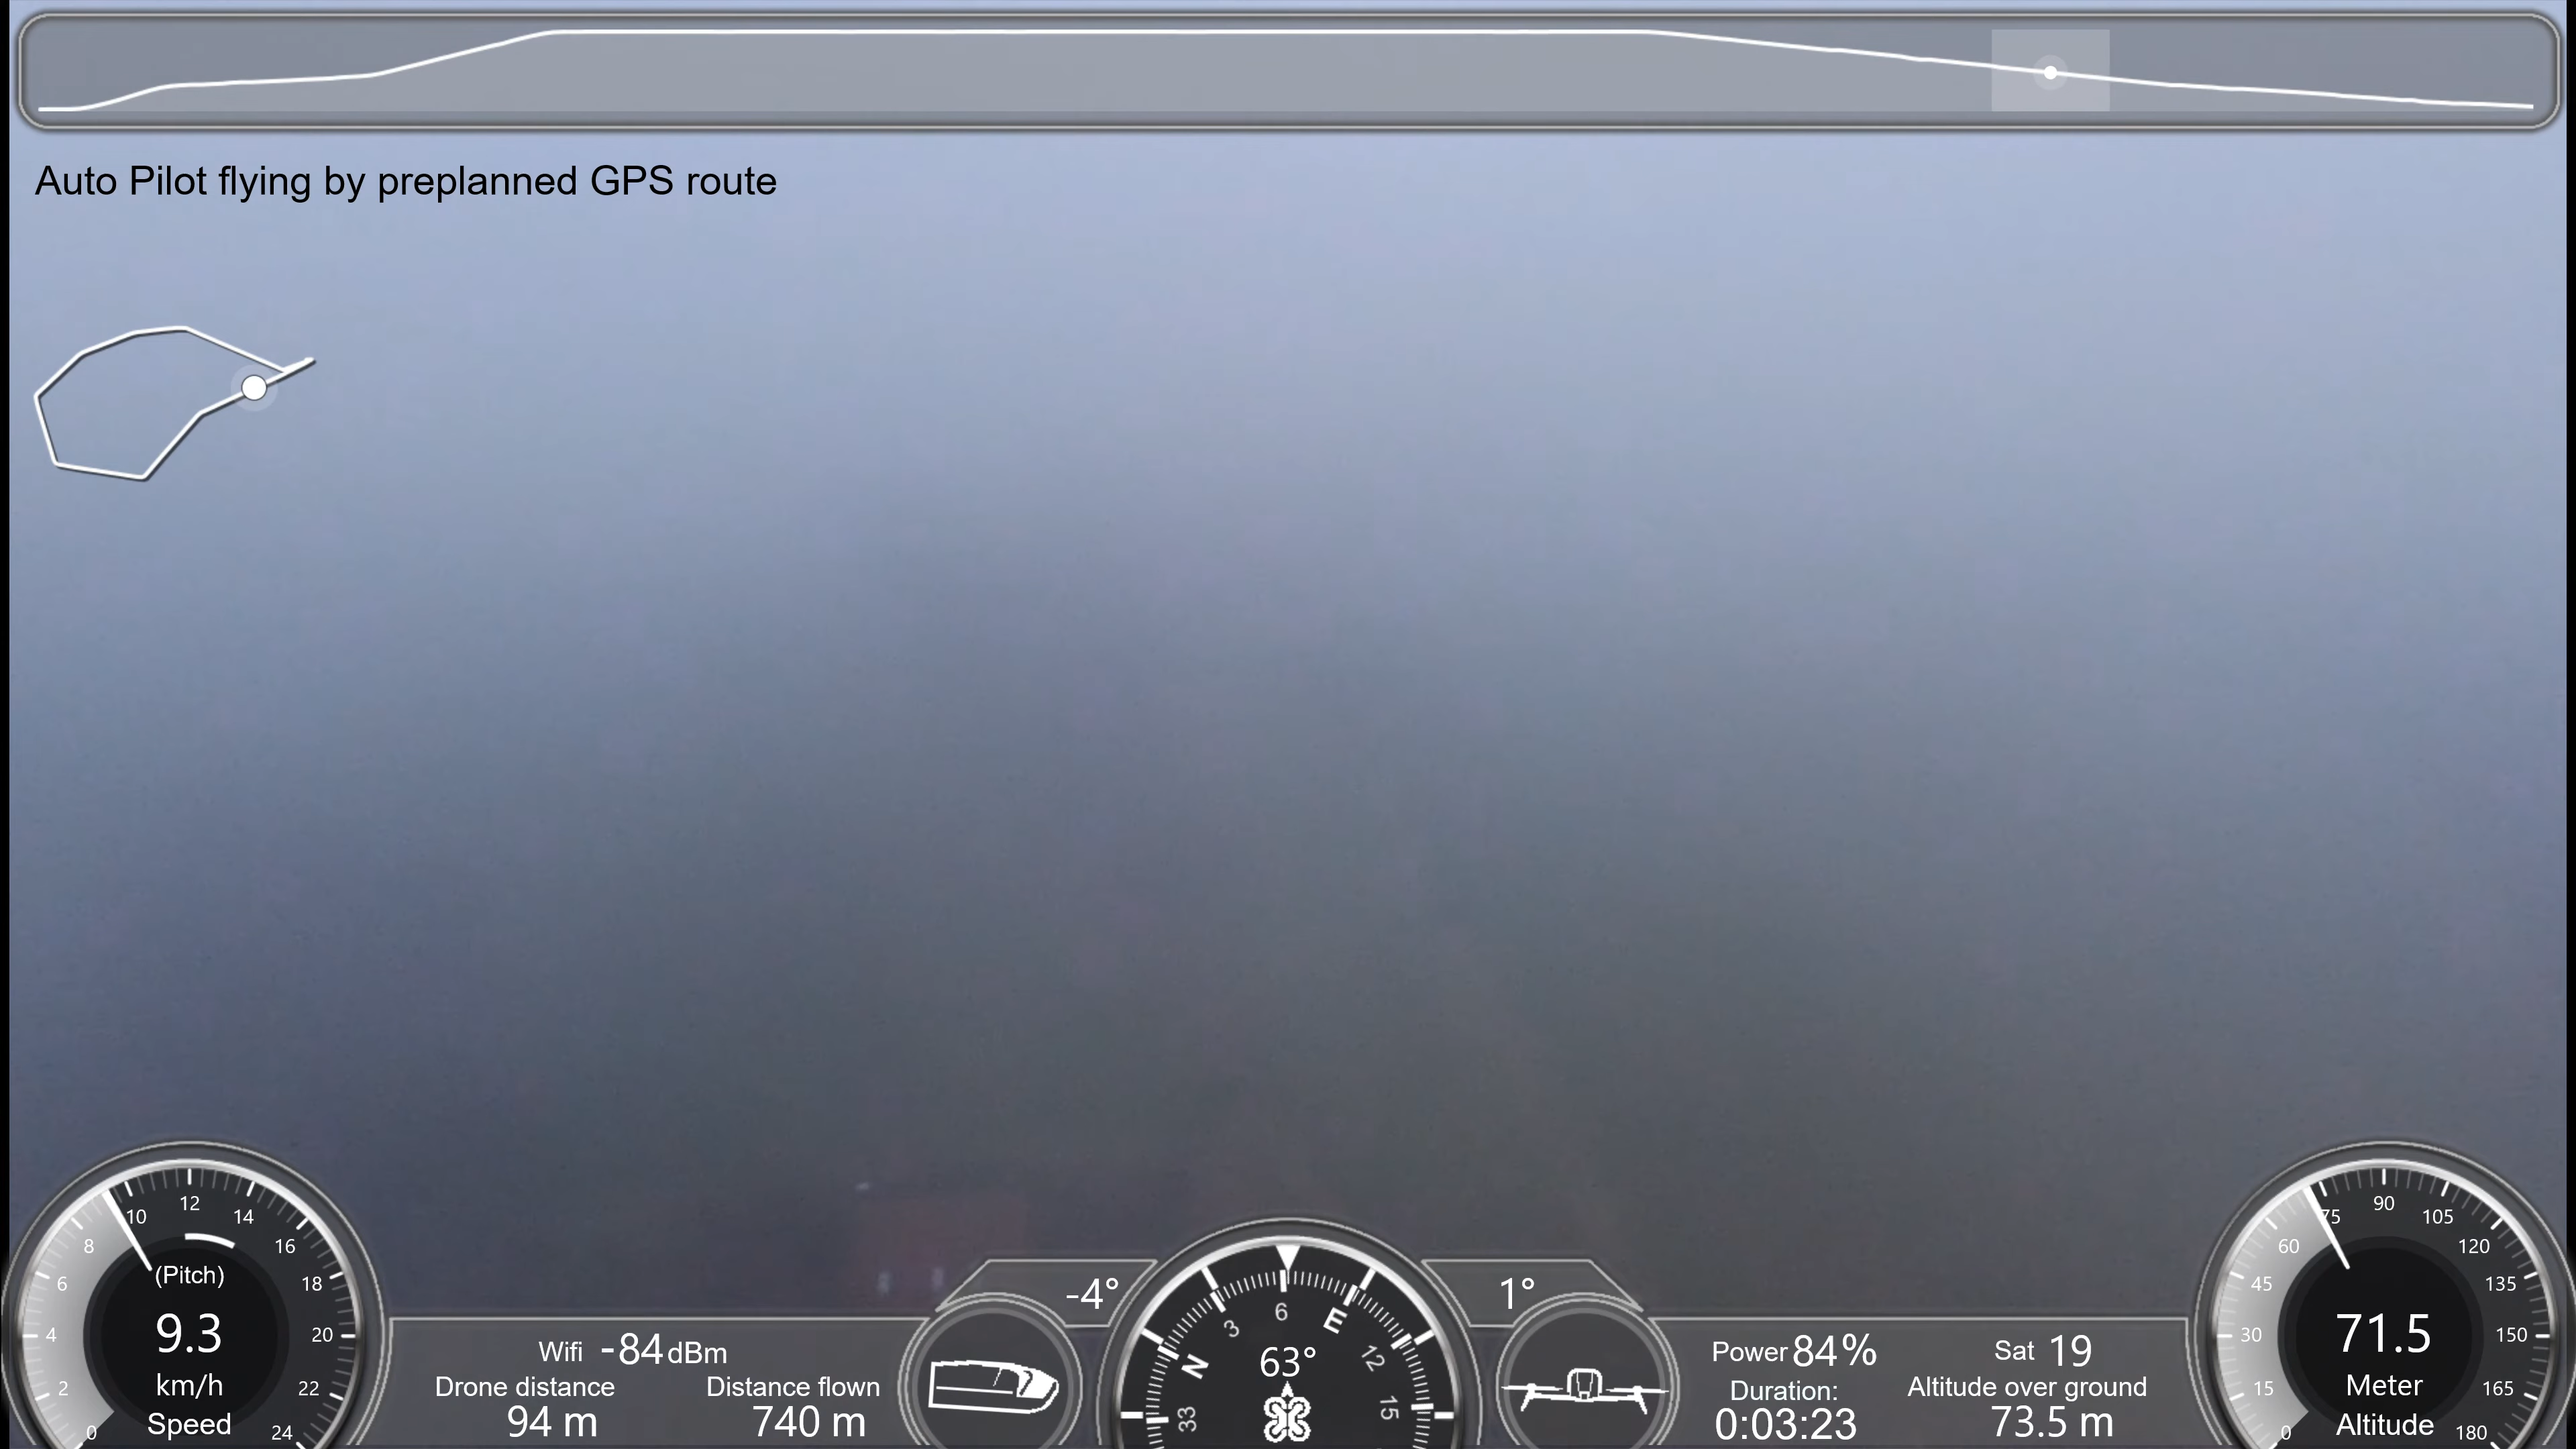 Auto Pilot flying by preplanned GPS route
0 2 4 6 8 10 12 14 16 18 20 22 24
(Pitch)
9.3
km/h
Speed
Wifi -84 dBm
Drone distance
94 m
Distance flown
740 m
-4°
33 N 3 6 E 12 15
63°
1°
Power 84%
Duration:
0:03:23
Sat 19
Altitude over ground
73.5 m
0 15 30 45 60 75 90 105 120 135 150 165 180
71.5
Meter
Altitude